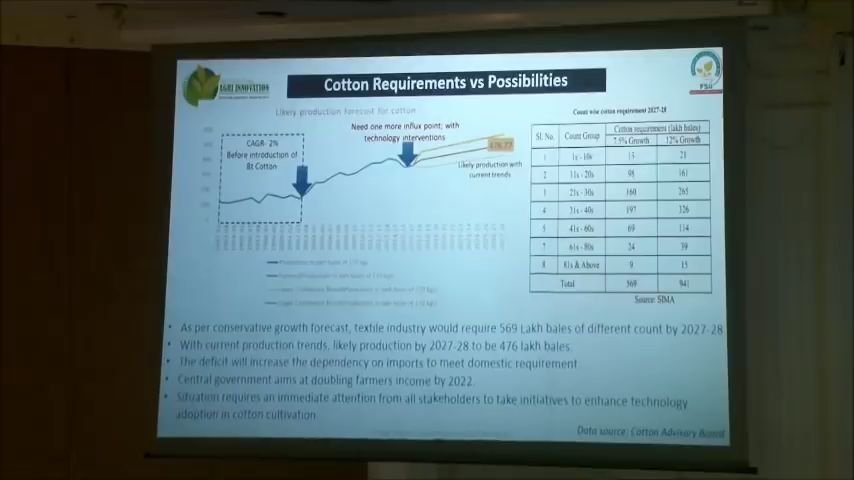 AGRI INNOVATION
Cotton Requirements vs Possibilities
FSII
Likely production forecast for cotton
Need one more influx point; with
technology interventions
CAGR- 2%
Before introduction of
Bt Cotton
476.77
Likely production with
current trends
Count wise cotton requirement 2027-28
Sl. No. Count Group Cotton requirement (lakh bales)
7.5% Growth 12% Growth
1 1s - 10s 13 21
2 11s - 20s 98 161
3 21s - 30s 160 265
4 31s - 40s 197 326
5 41s - 60s 69 114
7 61s - 80s 24 39
8 81s & Above 9 15
Total 569 941
Source: SIMA
• As per conservative growth forecast, textile industry would require 569 Lakh bales of different count by 2027-28
• With current production trends, likely production by 2027-28 to be 476 lakh bales.
• The deficit will increase the dependency on imports to meet domestic requirement
• Central government aims at doubling farmers income by 2022.
• Situation requires an immediate attention from all stakeholders to take initiatives to enhance technology
adoption in cotton cultivation
Data source: Cotton Advisory Board